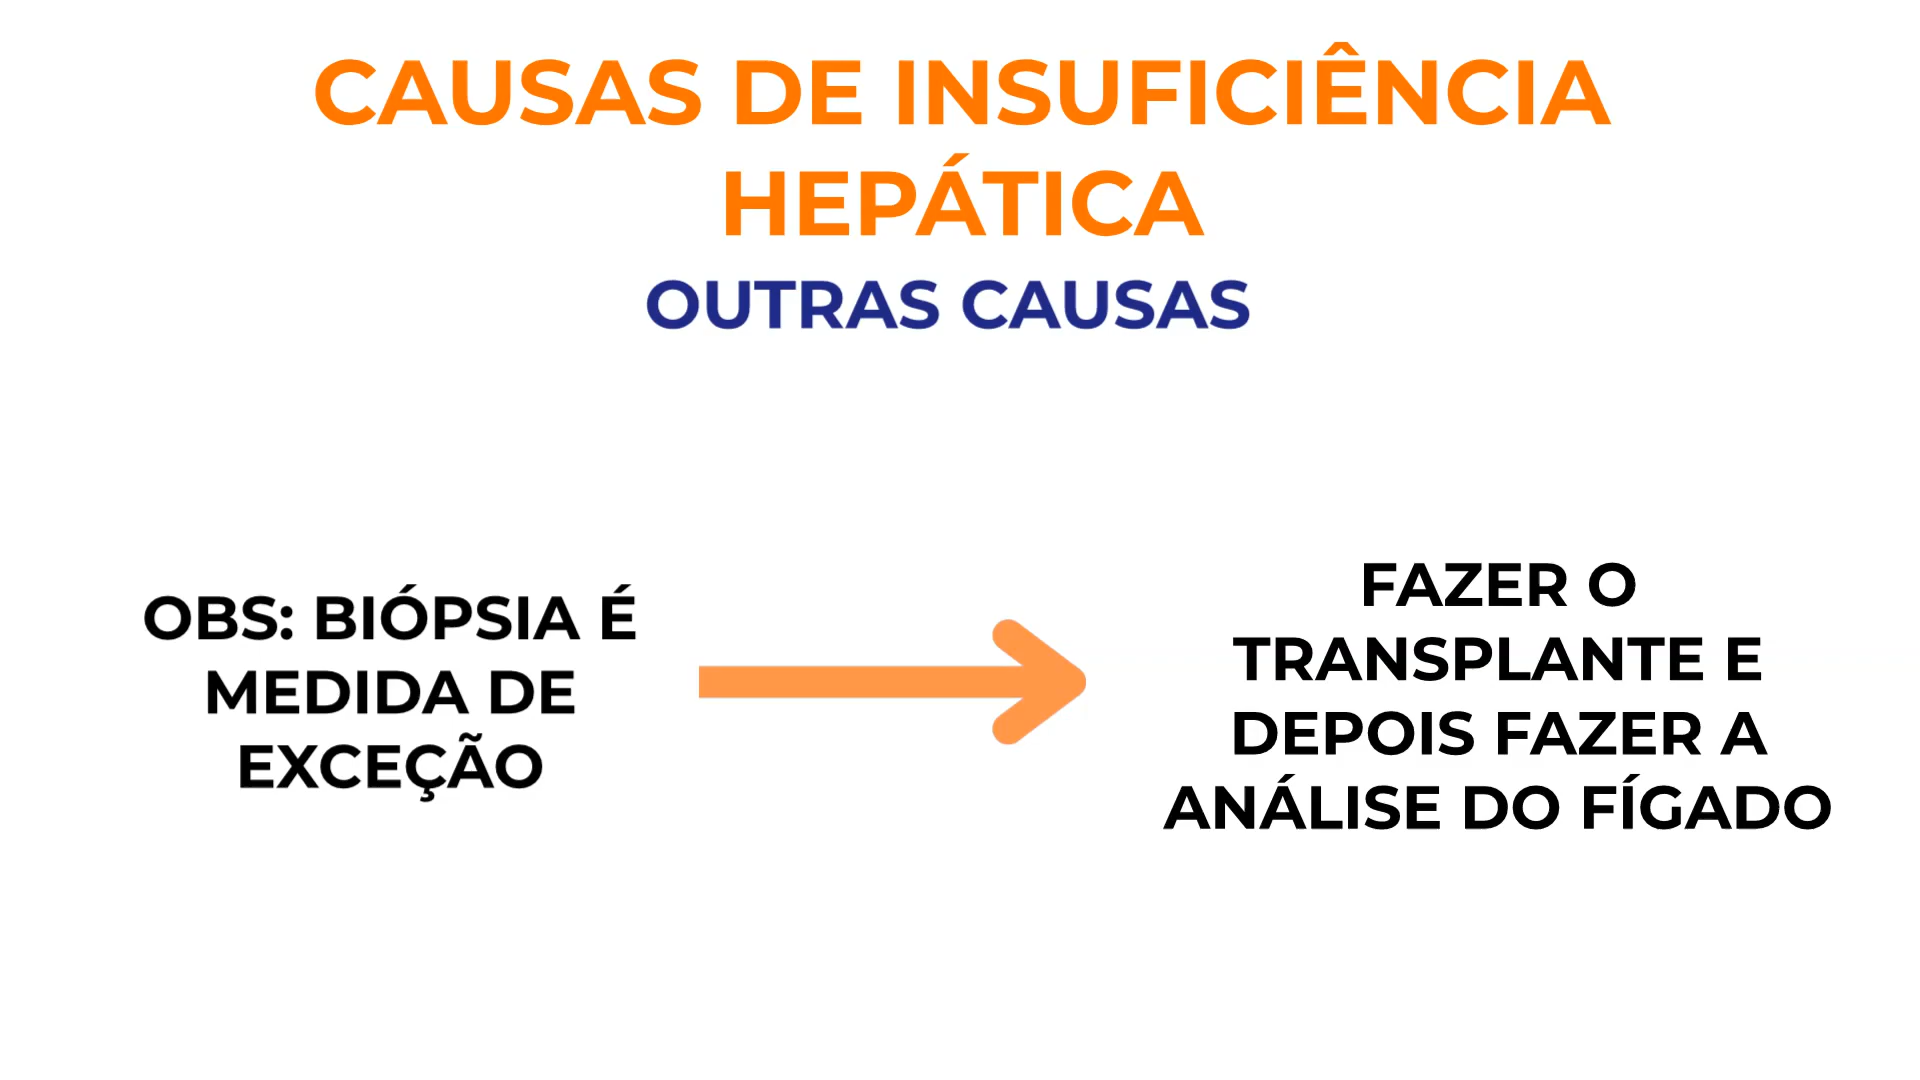 CAUSAS DE INSUFICIÊNCIA
HEPÁTICA
OUTRAS CAUSAS
OBS: BIÓPSIA É
MEDIDA DE
EXCEÇÃO
FAZER O
TRANSPLANTE E
DEPOIS FAZER A
ANÁLISE DO FÍGADO